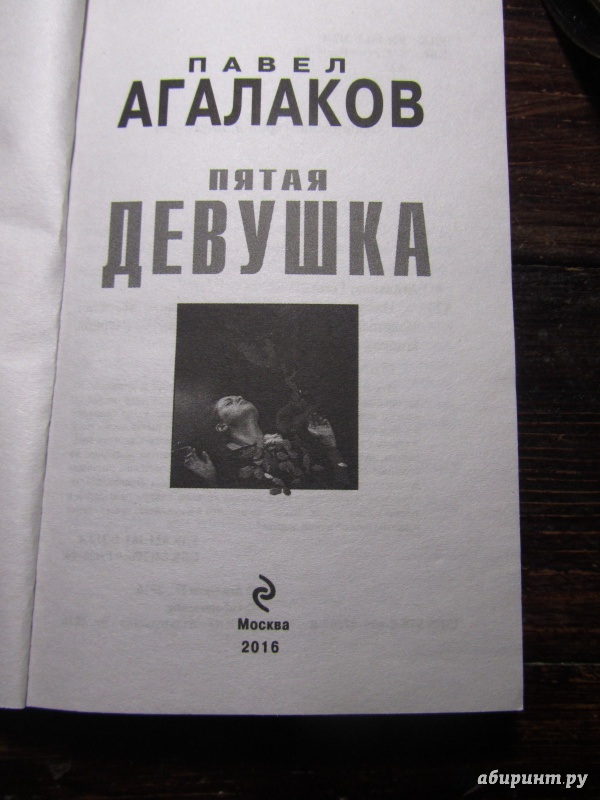 ПАВЕЛ
АГАЛАКОВ
ПЯТАЯ
ДЕВУШКА
Москва
2016
абиринт.ру